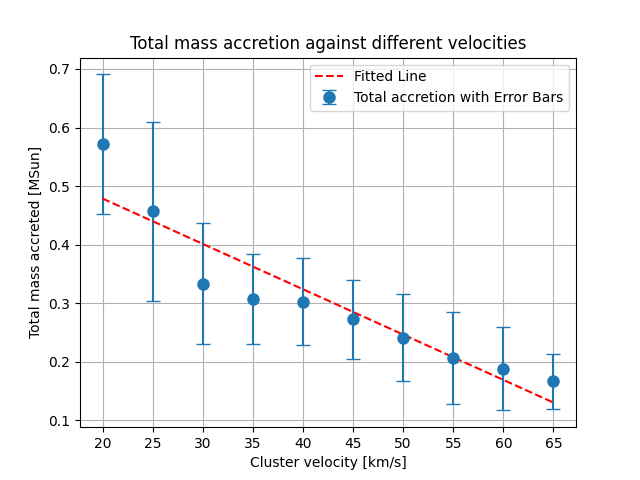 Total mass accretion against different velocities
Total mass accreted [MSun]
0.7
0.6
0.5
0.4
0.3
0.2
0.1
Fitted Line
Total accretion with Error Bars
20 25 30 35 40 45 50 55 60 65
Cluster velocity [km/s]